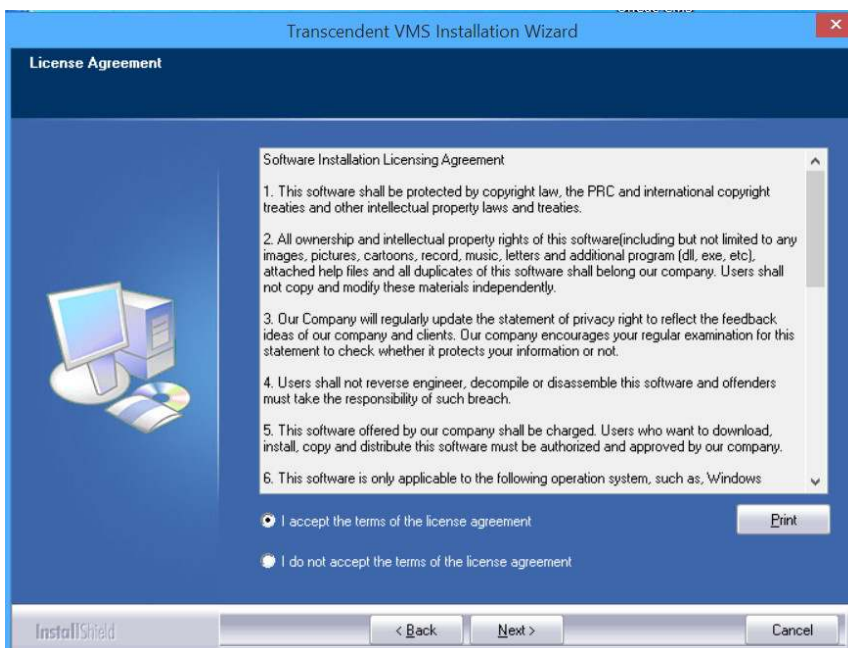 Transcendent VMS Installation Wizard
License Agreement
Software Installation Licensing Agreement
1. This software shall be protected by copyright law, the PRC and international copyright
treaties and other intellectual property laws and treaties.
2. All ownership and intellectual property rights of this software(including but not limited to any
images, pictures, cartoons, record, music, letters and additional program (dll, exe, etc),
attached help files and all duplicates of this software shall belong our company. Users shall
not copy and modify these materials independently.
3. Our Company will regularly update the statement of privacy right to reflect the feedback
ideas of our company and clients. Our company encourages your regular examination for this
statement to check whether it protects your information or not.
4. Users shall not reverse engineer, decompile or disassemble this software and offenders
must take the responsibility of such breach.
5. This software offered by our company shall be charged. Users who want to download,
install, copy and distribute this software must be authorized and approved by our company.
6. This software is only applicable to the following operation system, such as, Windows
I accept the terms of the license agreement
Print
I do not accept the terms of the license agreement
InstallShield
< Back
Next >
Cancel